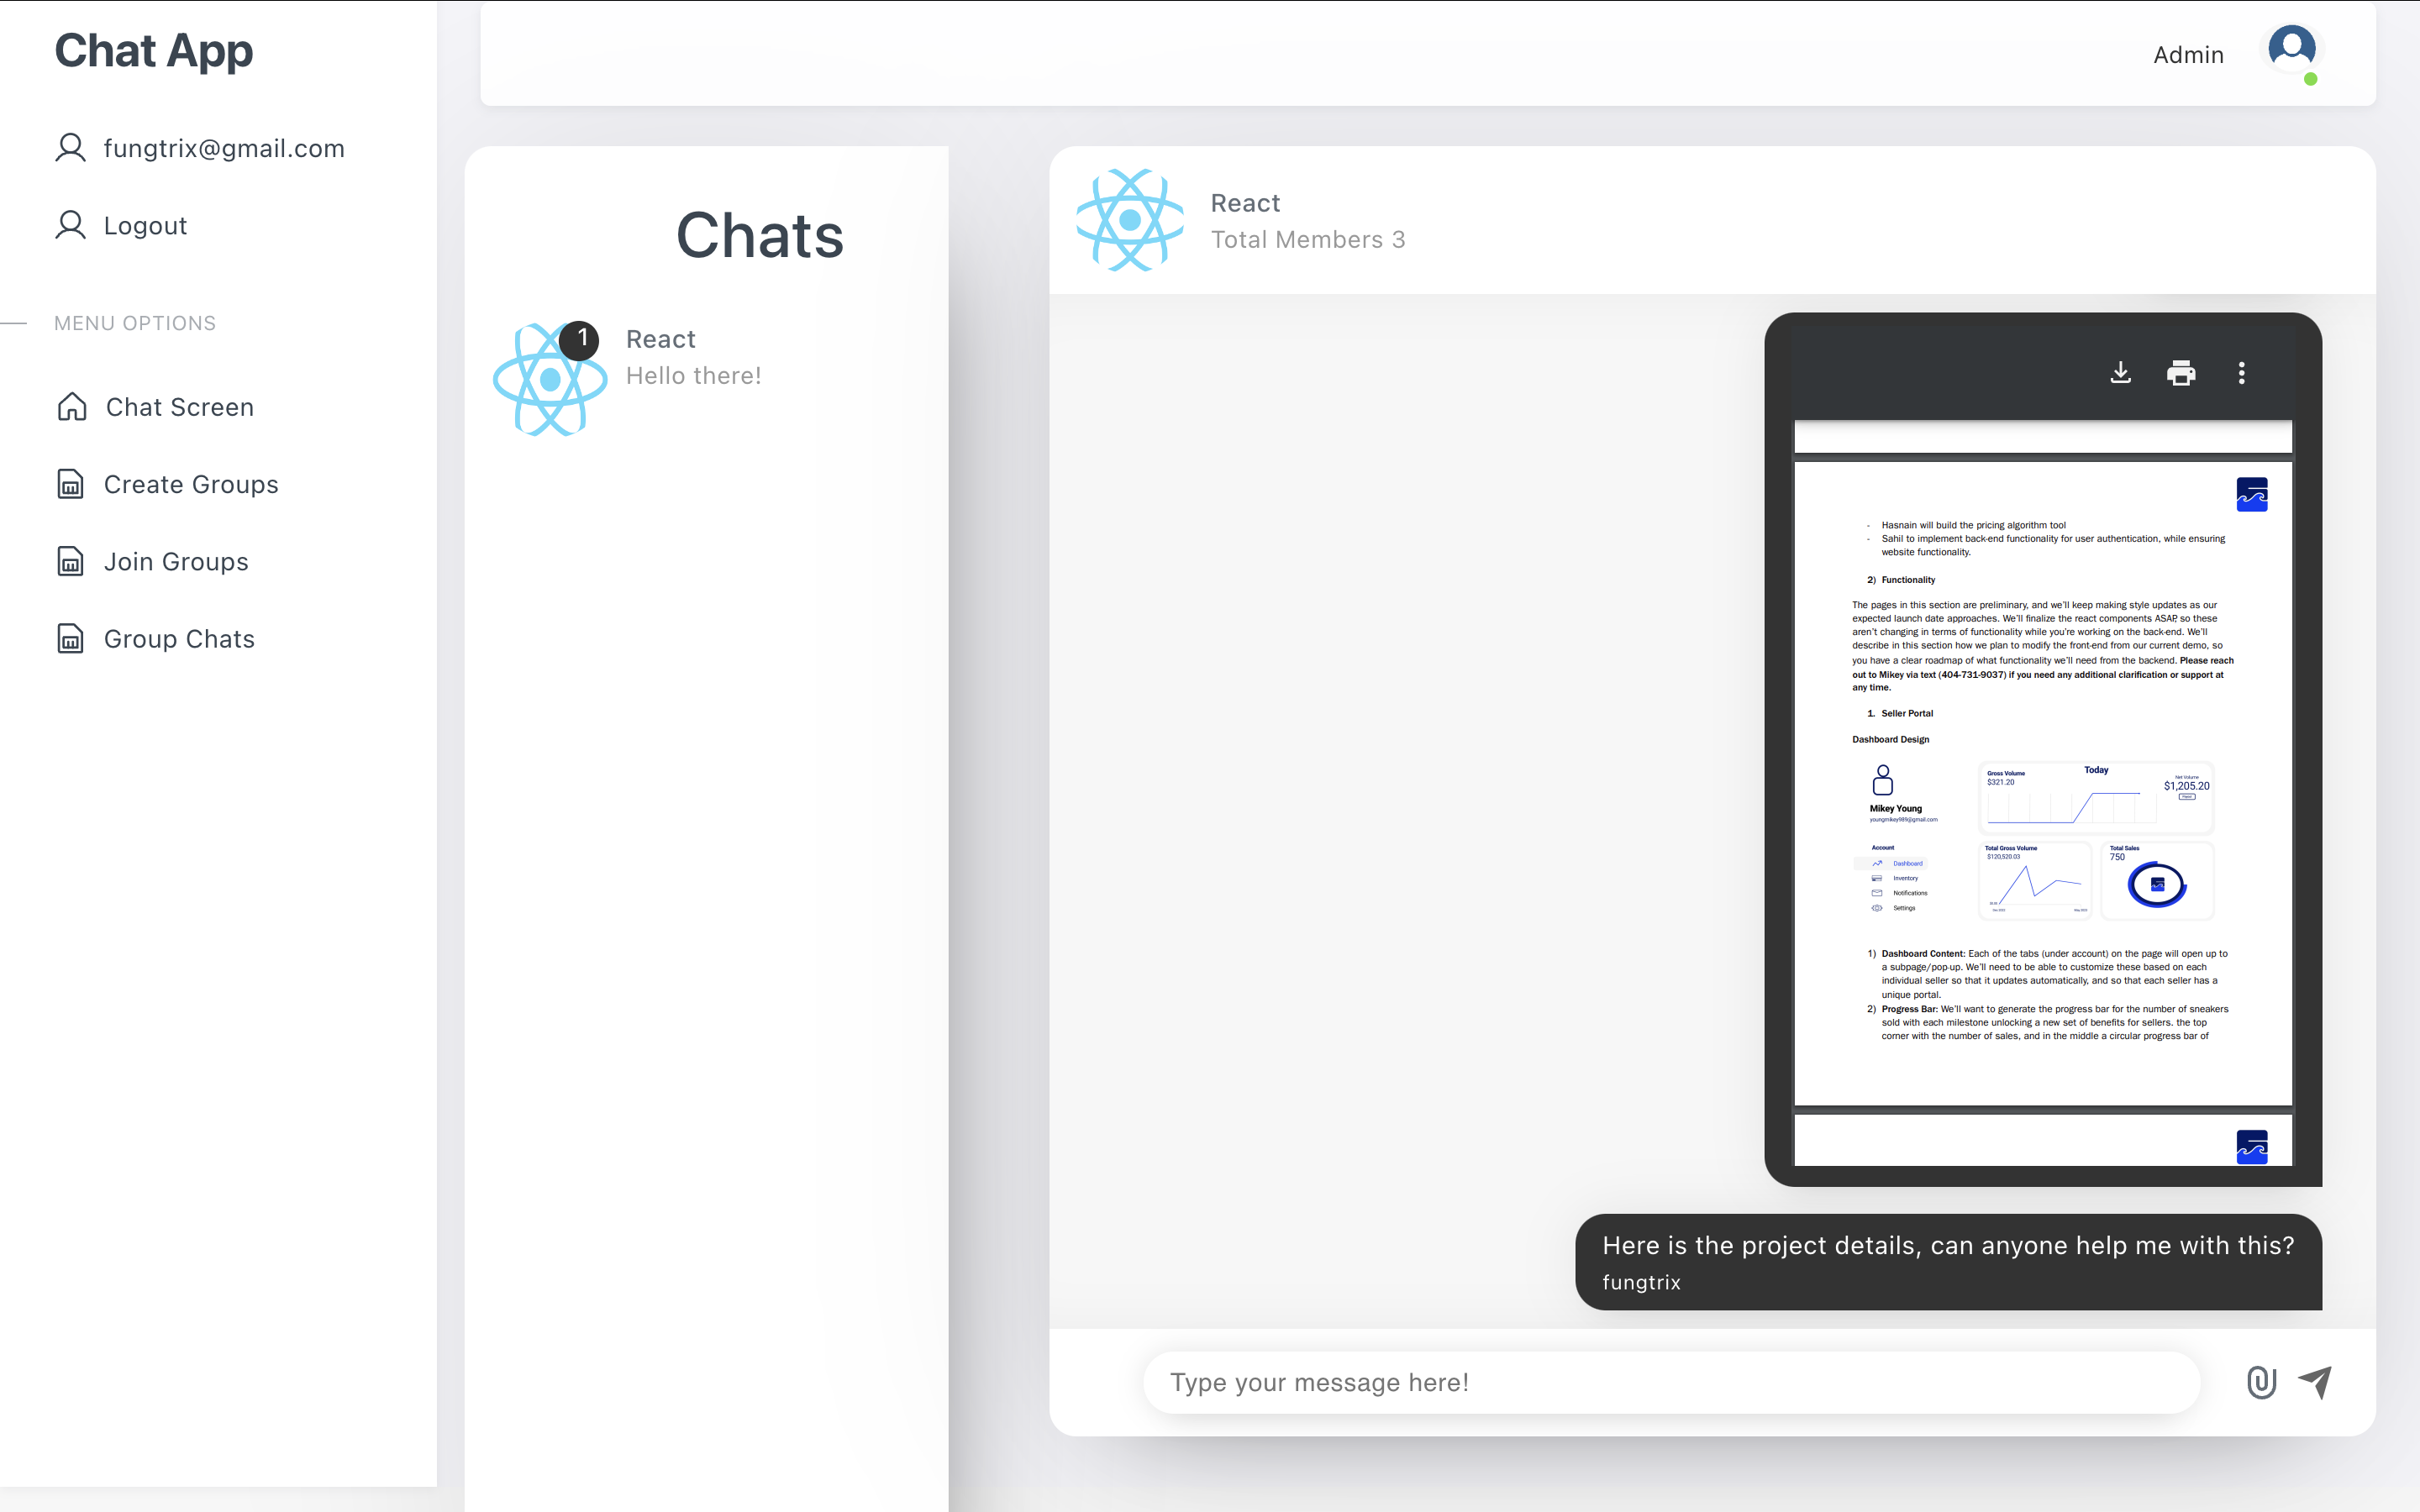 Chat App
fungtrix@gmail.com
Logout
MENU OPTIONS
Chat Screen
Create Groups
Join Groups
Group Chats
Admin
Chats
1
React
Hello there!
React
Total Members 3
- Hasnain will build the pricing algorithm tool
- Sahil to implement back-end functionality for user authentication, while ensuring
website functionality.
2) Functionality
The pages in this section are preliminary, and we'll keep making style updates as our
expected launch date approaches. We'll finalize the react components ASAP, so these
aren't changing in terms of functionality while you're working on the back-end. We'll
describe in this section how we plan to modify the front-end from our current demo, so
you have a clear roadmap of what functionality we'll need from the backend. Please reach
out to Mikey via text (404-731-9037) if you need any additional clarification or support at
any time.
1. Seller Portal
Dashboard Design
Mikey Young
youngmikey989@gmail.com
Account
Dashboard
Inventory
Notifications
Settings
Gross Volume
$321.20
Today
Net Volume
$1,205.20
Total Gross Volume
$120,520.03
Total Sales
750
1) Dashboard Content: Each of the tabs (under account) on the page will open up to
a subpage/pop-up. We'll need to be able to customize these based on each
individual seller so that it updates automatically, and so that each seller has a
unique portal.
2) Progress Bar: We'll want to generate the progress bar for the number of sneakers
sold with each milestone unlocking a new set of benefits for sellers. the top
corner with the number of sales, and in the middle a circular progress bar of
Here is the project details, can anyone help me with this?
fungtrix
Type your message here!